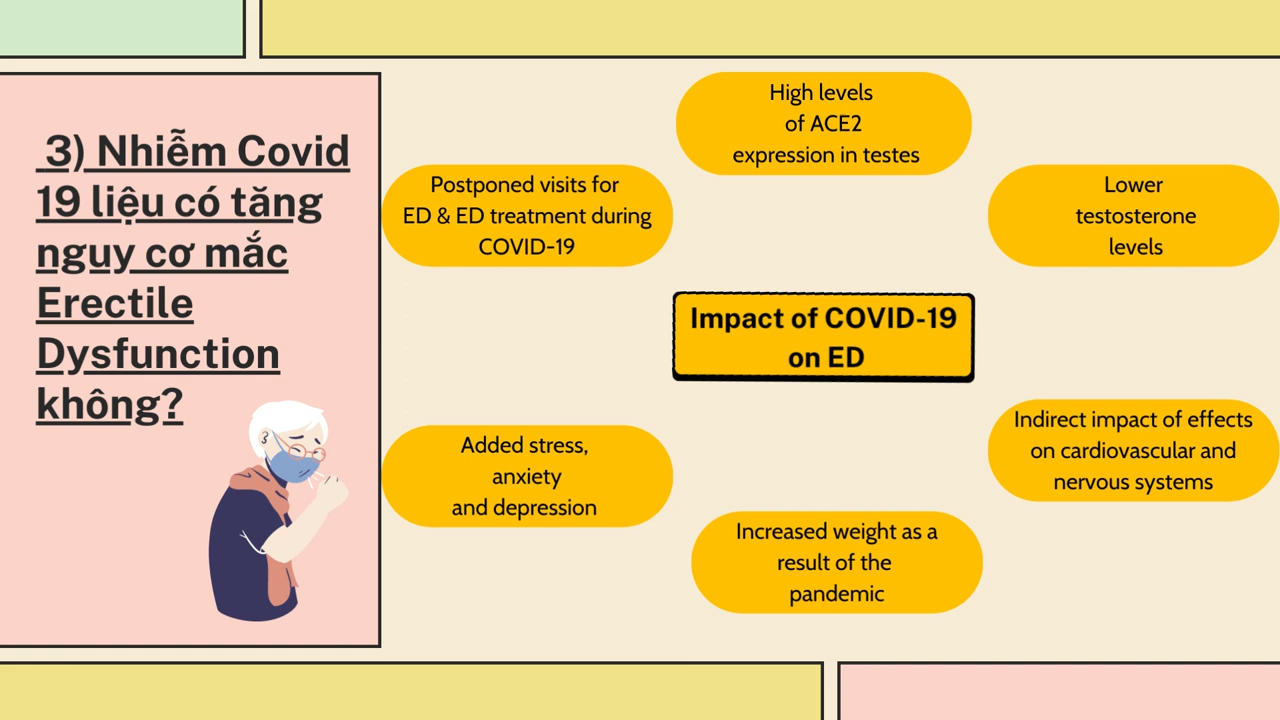 3) Nhiễm Covid
19 liệu có tăng
nguy cơ mắc
Erectile
Dysfunction
không?
High levels
of ACE2
expression in testes
Postponed visits for
ED & ED treatment during
COVID-19
Lower
testosterone
levels
Impact of COVID-19
on ED
Added stress,
anxiety
and depression
Indirect impact of effects
on cardiovascular and
nervous systems
Increased weight as a
result of the
pandemic